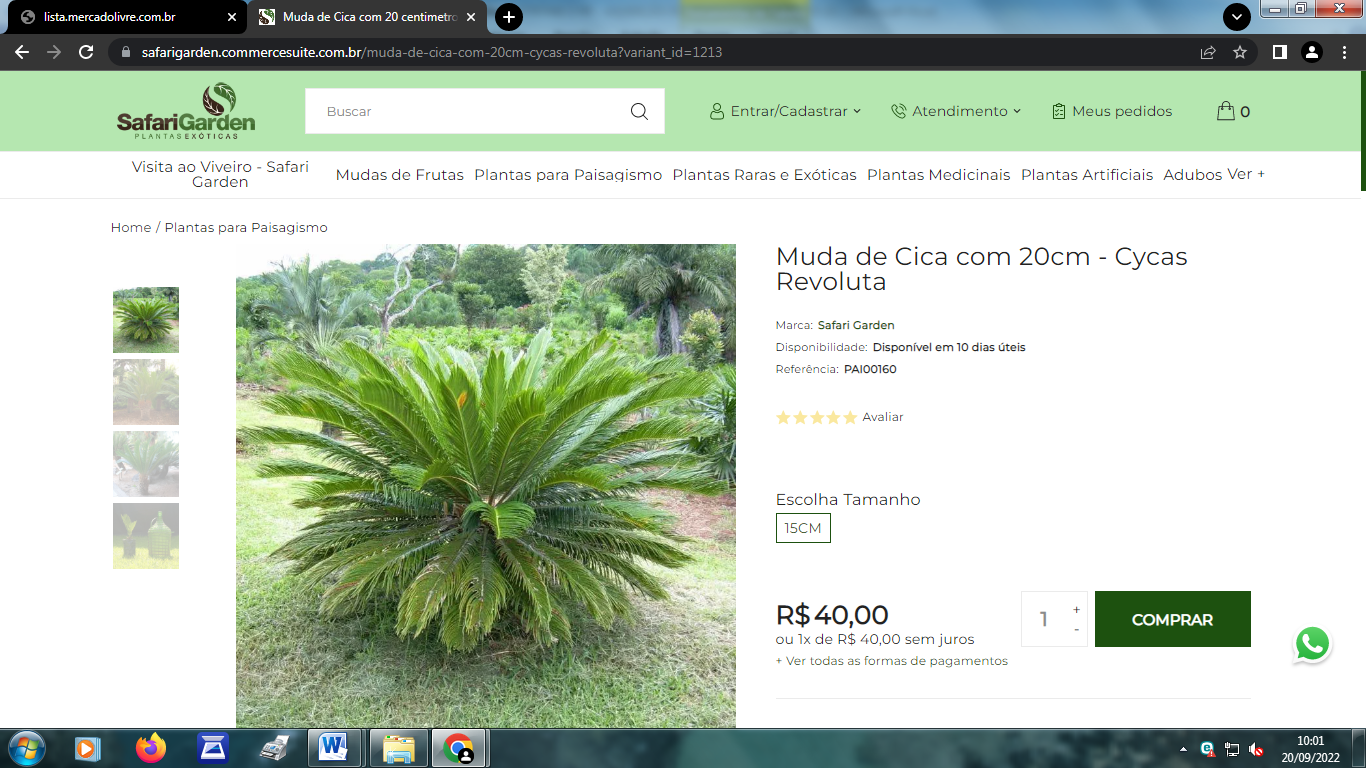 lista.mercadolivre.com.br
Muda de Cica com 20 centimetro
safarigarden.commercesuite.com.br/muda-de-cica-com-20cm-cycas-revoluta?variant_id=1213
SafariGarden
PLANTAS EXÓTICAS
Buscar
Entrar/Cadastrar
Atendimento
Meus pedidos
0
Visita ao Viveiro - Safari
Garden
Mudas de Frutas
Plantas para Paisagismo
Plantas Raras e Exóticas
Plantas Medicinais
Plantas Artificiais
Adubos
Ver +
Home / Plantas para Paisagismo
Muda de Cica com 20cm - Cycas
Revoluta
Marca: Safari Garden
Disponibilidade: Disponível em 10 dias úteis
Referência: PAI00160
Avaliar
Escolha Tamanho
15CM
R$ 40,00
ou 1x de R$ 40,00 sem juros
+ Ver todas as formas de pagamentos
1
+
-
COMPRAR
10:01
20/09/2022